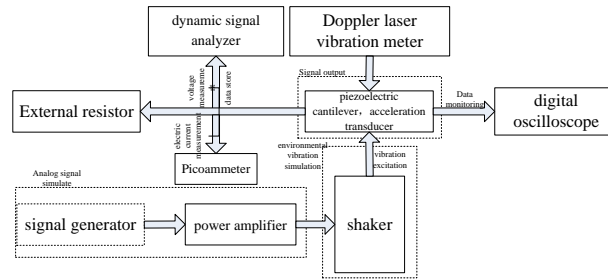 dynamic signal
analyzer
Doppler laser
vibration meter
Signal output
voltage
measureme
nt
data store
External resistor
piezoelectric
cantilever，acceleration
transducer
Data
monitoring
digital
oscilloscope
electric
current
measurement
Picoammeter
environmental
vibration
simulation
vibration
excitation
Analog signal
simulate
signal generator
power amplifier
shaker